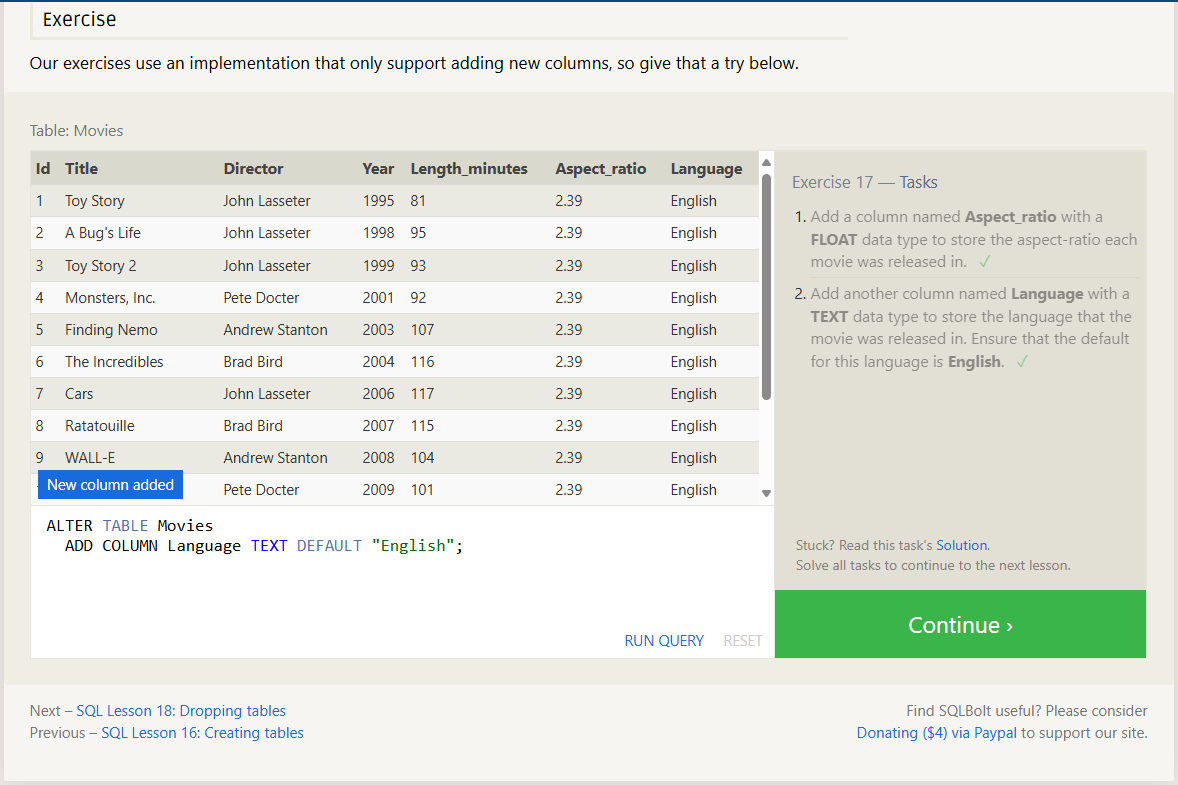 Exercise
Our exercises use an implementation that only support adding new columns, so give that a try below.
Table: Movies
Id Title Director Year Length_minutes Aspect_ratio Language
1 Toy Story John Lasseter 1995 81 2.39 English
2 A Bug's Life John Lasseter 1998 95 2.39 English
3 Toy Story 2 John Lasseter 1999 93 2.39 English
4 Monsters, Inc. Pete Docter 2001 92 2.39 English
5 Finding Nemo Andrew Stanton 2003 107 2.39 English
6 The Incredibles Brad Bird 2004 116 2.39 English
7 Cars John Lasseter 2006 117 2.39 English
8 Ratatouille Brad Bird 2007 115 2.39 English
9 WALL-E Andrew Stanton 2008 104 2.39 English
Pete Docter 2009 101 2.39 English
New column added
ALTER TABLE Movies
ADD COLUMN Language TEXT DEFAULT "English";
RUN QUERY RESET
Exercise 17 — Tasks
1. Add a column named Aspect_ratio with a
FLOAT data type to store the aspect-ratio each
movie was released in. ✓
2. Add another column named Language with a
TEXT data type to store the language that the
movie was released in. Ensure that the default
for this language is English. ✓
Stuck? Read this task's Solution.
Solve all tasks to continue to the next lesson.
Continue ›
Next – SQL Lesson 18: Dropping tables
Previous – SQL Lesson 16: Creating tables
Find SQLBolt useful? Please consider
Donating ($4) via Paypal to support our site.